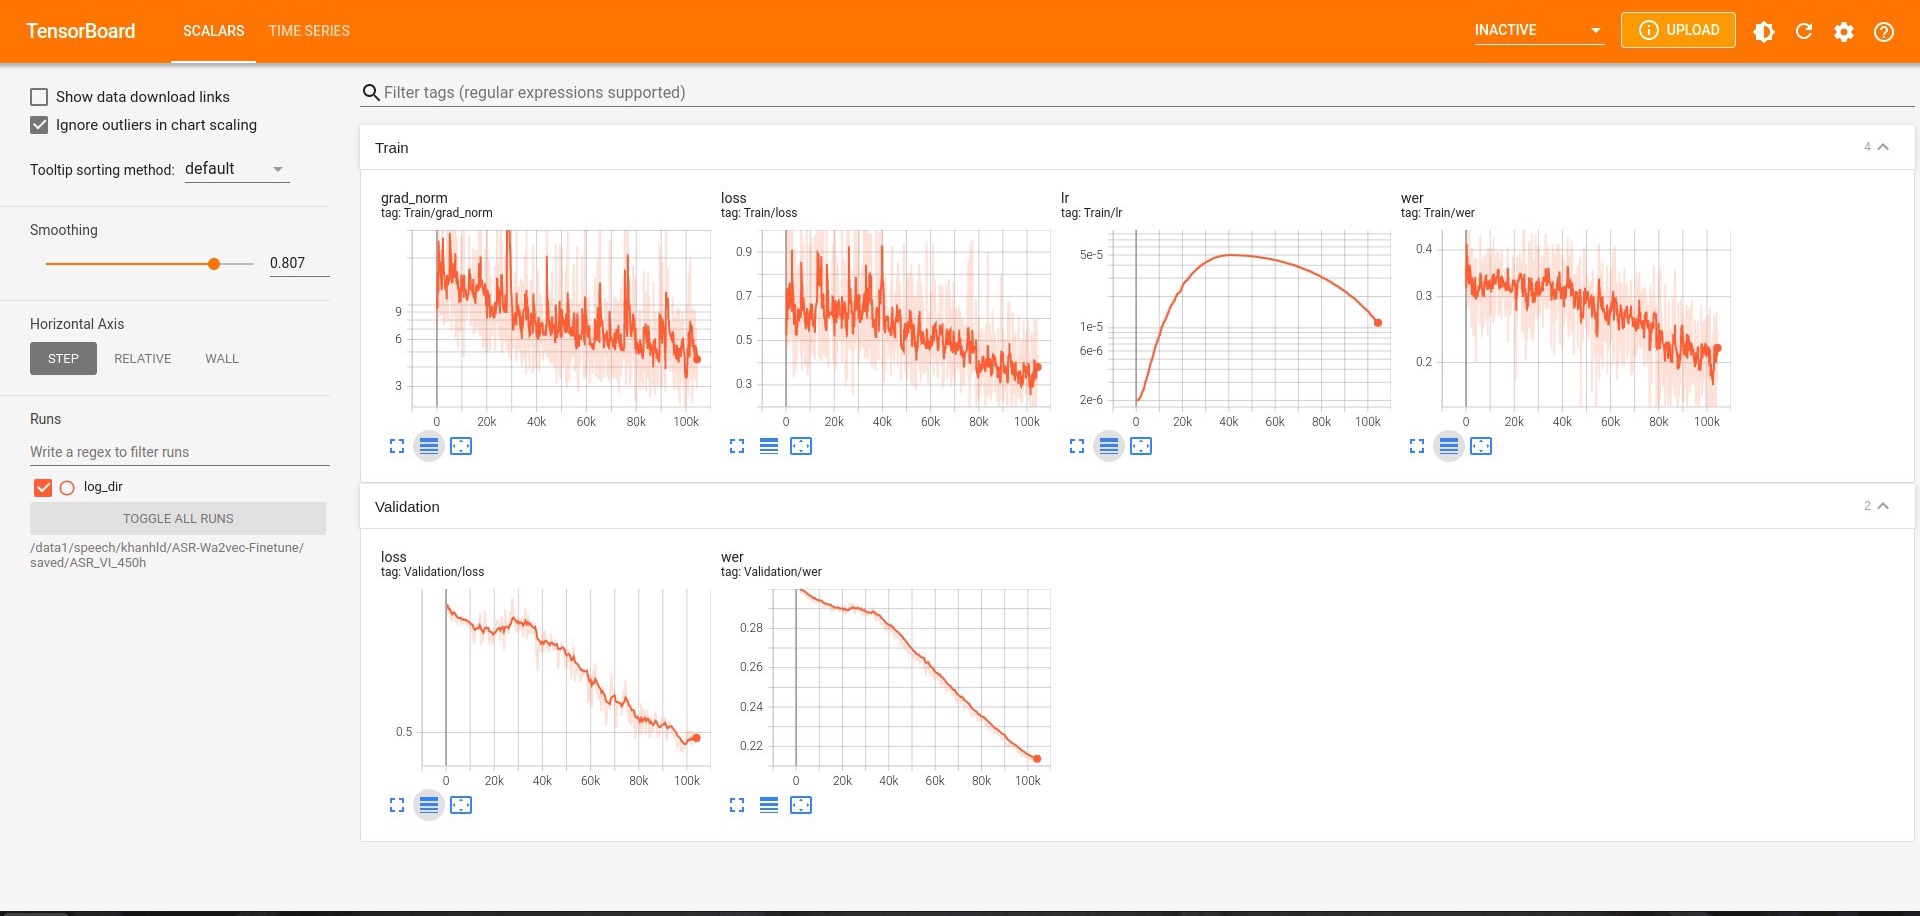 TensorBoard
SCALARS
TIME SERIES
INACTIVE
UPLOAD
Show data download links
Ignore outliers in chart scaling
Tooltip sorting method: default
Smoothing
0.807
Horizontal Axis
STEP
RELATIVE
WALL
Runs
Write a regex to filter runs
log_dir
TOGGLE ALL RUNS
/data1/speech/khanhld/ASR-Wa2vec-Finetune/
saved/ASR_VI_450h
Filter tags (regular expressions supported)
Train
4
grad_norm
tag: Train/grad_norm
9
6
3
0 20k 40k 60k 80k 100k
loss
tag: Train/loss
0.9
0.7
0.5
0.3
0 20k 40k 60k 80k 100k
lr
tag: Train/lr
5e-5
1e-5
6e-6
2e-6
0 20k 40k 60k 80k 100k
wer
tag: Train/wer
0.4
0.3
0.2
0 20k 40k 60k 80k 100k
Validation
2
loss
tag: Validation/loss
0.5
0 20k 40k 60k 80k 100k
wer
tag: Validation/wer
0.28
0.26
0.24
0.22
0 20k 40k 60k 80k 100k